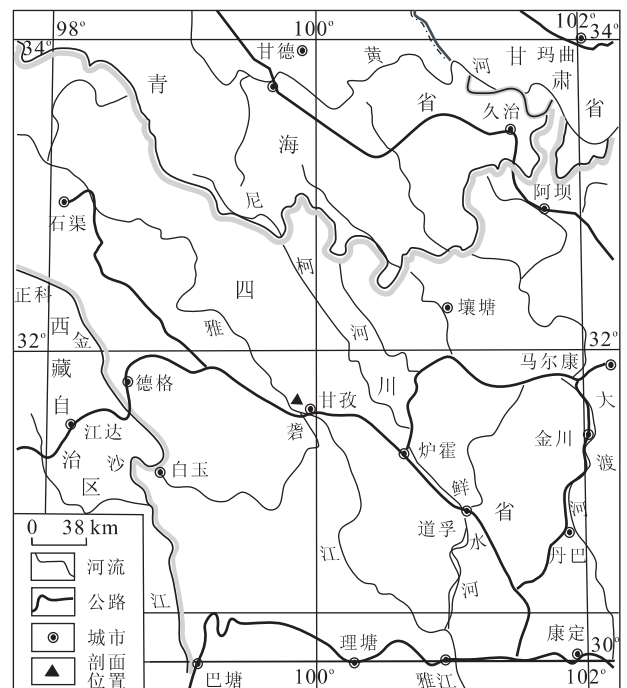 98°
100°
102°
34°
34°
甘德
黄
河
甘
玛曲
肃
省
青
省
久治
海
尼
阿坝
石渠
柯
四
正科
壤塘
雅
河
西
金
32°
32°
马尔康
藏
川
德格
甘孜
大
自
江达
砻
金川
炉霍
治
沙
白玉
渡
区
鲜
省
道孚
水
河
丹巴
江
河
江
理塘
康定
30°
巴塘
100°
雅江
102°
0 38 km
河流
公路
城市
剖面
位置